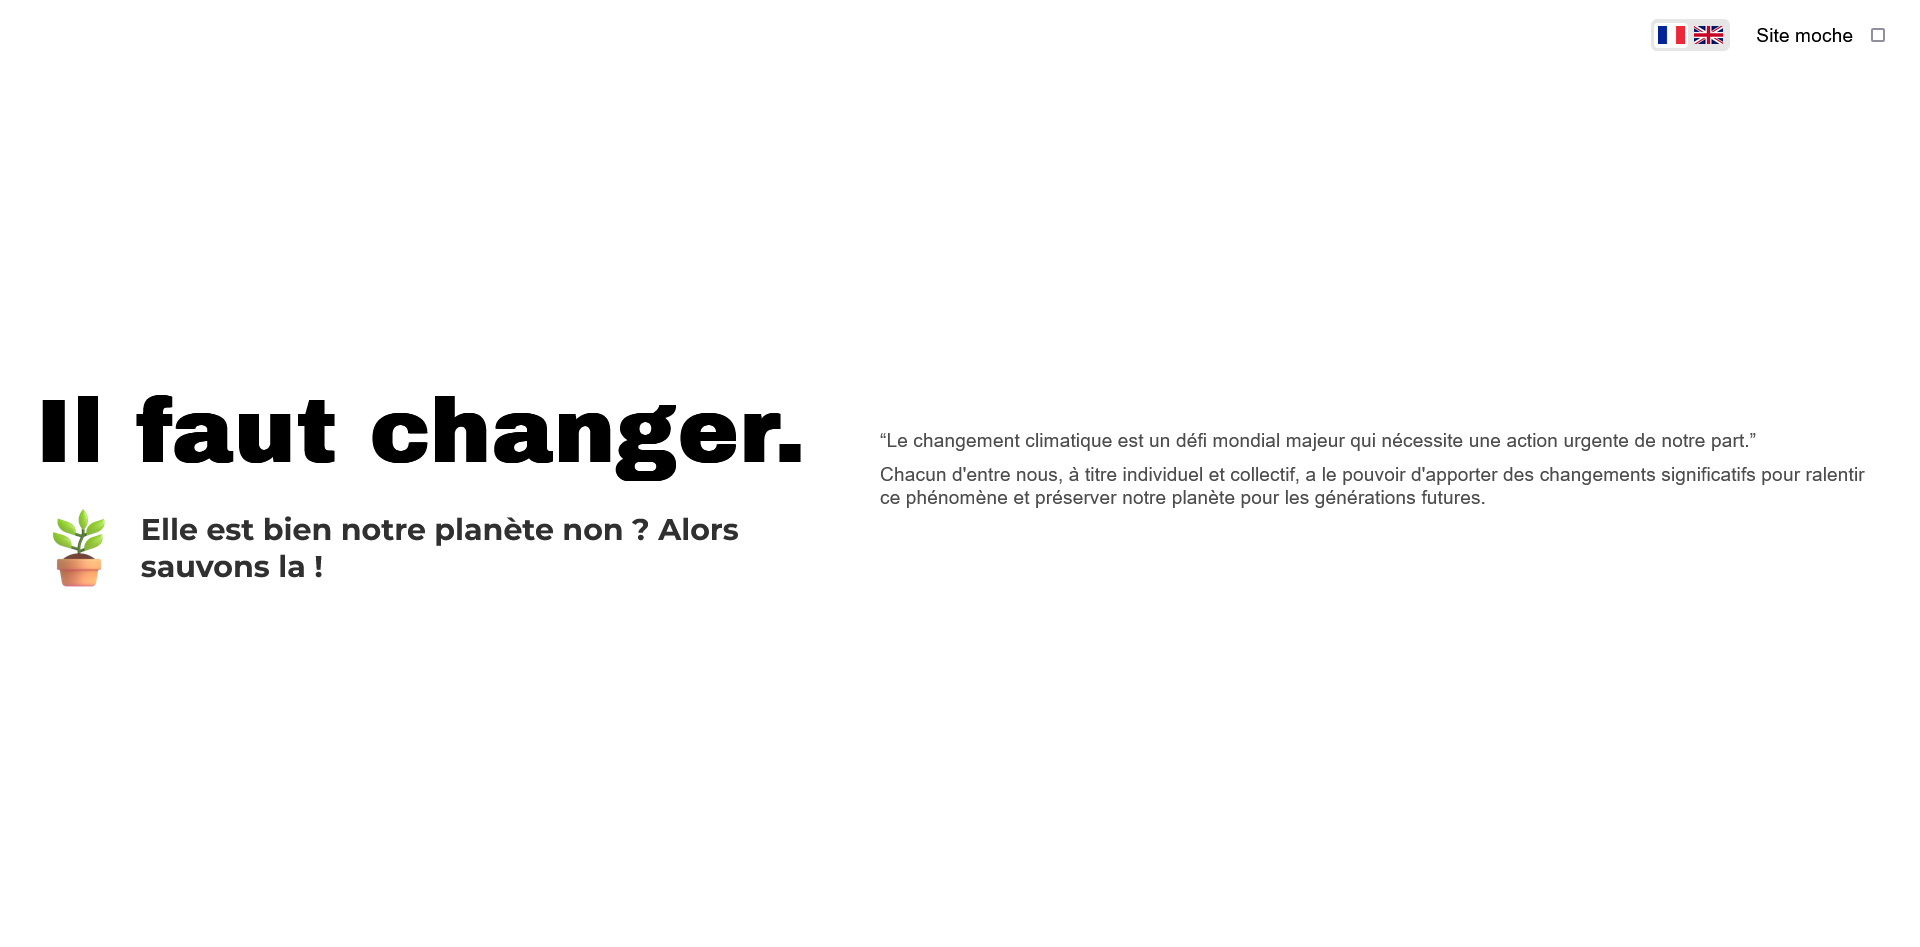 Site moche
Il faut changer.
Elle est bien notre planète non ? Alors
sauvons la !
“Le changement climatique est un défi mondial majeur qui nécessite une action urgente de notre part.”
Chacun d'entre nous, à titre individuel et collectif, a le pouvoir d'apporter des changements significatifs pour ralentir
ce phénomène et préserver notre planète pour les générations futures.